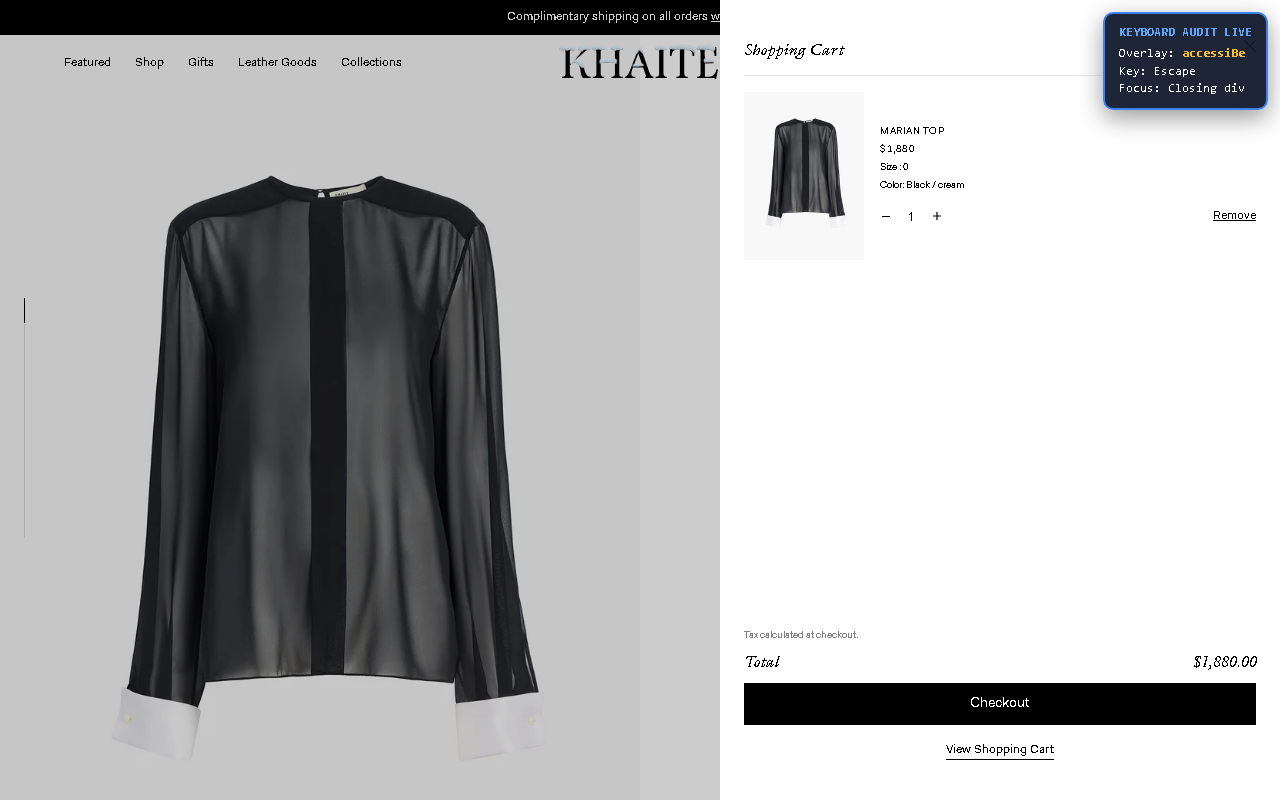 Complimentary shipping on all orders w
Featured
Shop
Gifts
Leather Goods
Collections
KHAITE
Shopping Cart
KEYBOARD AUDIT LIVE
Overlay: accessiBe
Key: Escape
Focus: Closing div
MARIAN TOP
$1,880
Size : 0
Color: Black / cream
− 1 +
Remove
Tax calculated at checkout.
Total
$1,880.00
Checkout
View Shopping Cart